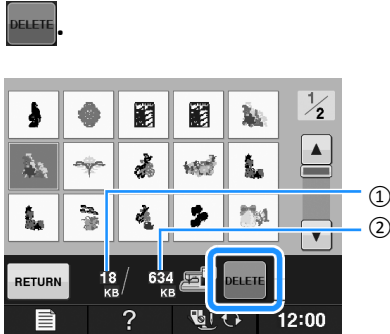 DELETE.
1/2
①
②
RETURN 18 KB / 634 KB DELETE
? 12:00